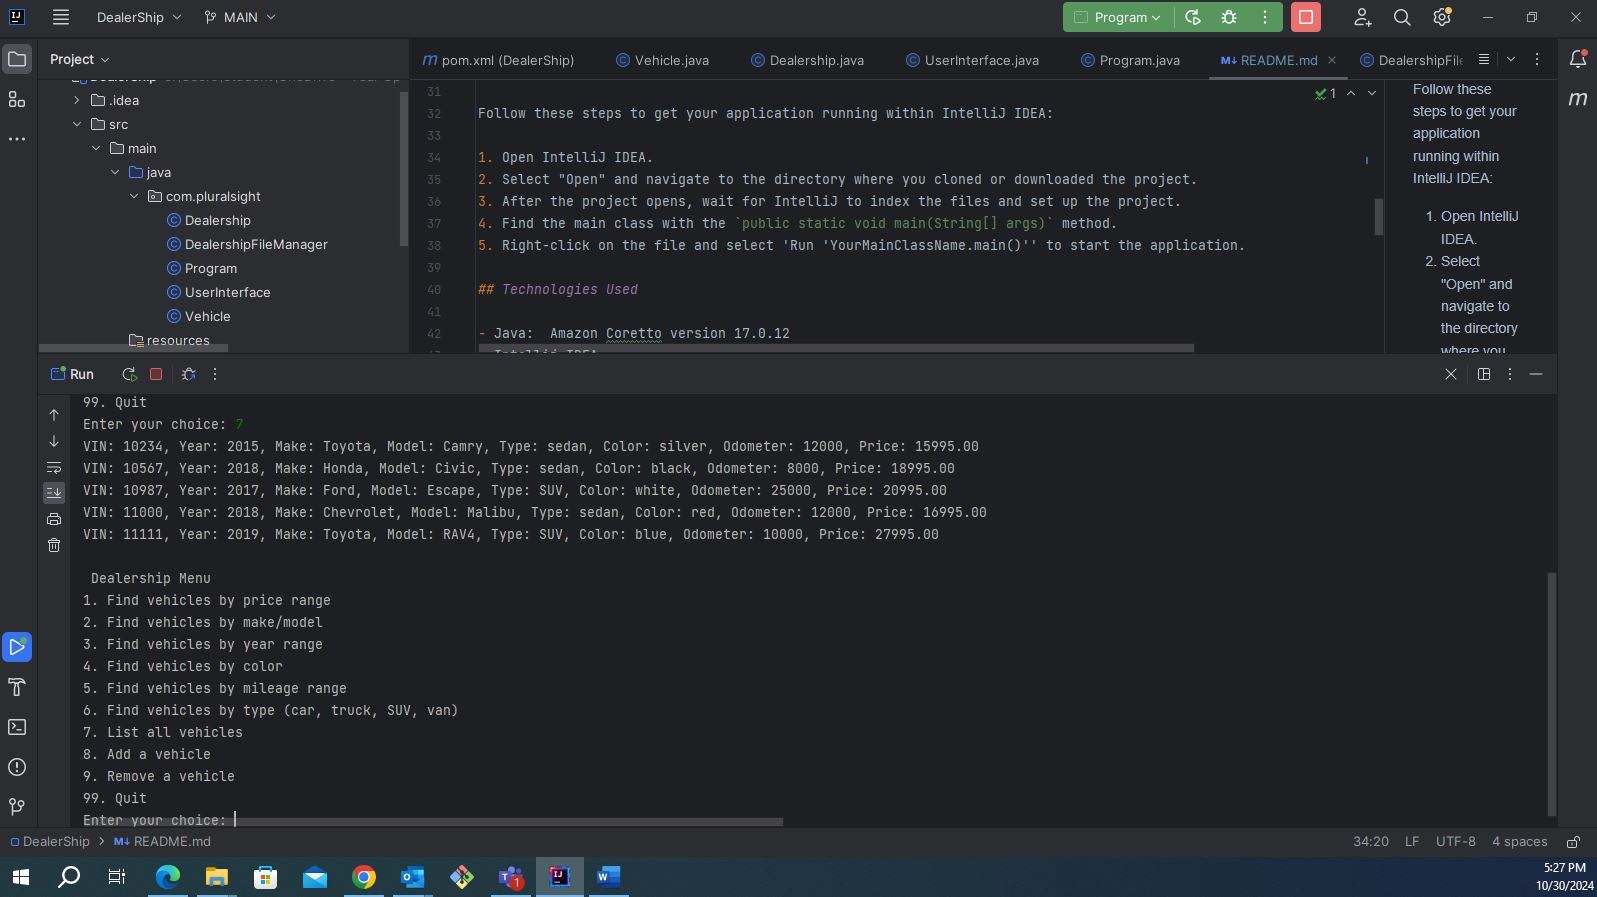 DealerShip MAIN Program
Project
pom.xml (DealerShip) Vehicle.java Dealership.java UserInterface.java Program.java README.md DealershipFile
.idea
src
main
java
com.pluralsight
Dealership
DealershipFileManager
Program
UserInterface
Vehicle
resources
31
32 Follow these steps to get your application running within IntelliJ IDEA:
33
34 1. Open IntelliJ IDEA.
35 2. Select "Open" and navigate to the directory where you cloned or downloaded the project.
36 3. After the project opens, wait for IntelliJ to index the files and set up the project.
37 4. Find the main class with the `public static void main(String[] args)` method.
38 5. Right-click on the file and select 'Run 'YourMainClassName.main()'' to start the application.
39
40 ## Technologies Used
41
42 - Java:  Amazon Coretto version 17.0.12
1
Follow these
steps to get your
application
running within
IntelliJ IDEA:
1. Open IntelliJ
IDEA.
2. Select
"Open" and
navigate to
the directory
where you
Run
99. Quit
Enter your choice: 7
VIN: 10234, Year: 2015, Make: Toyota, Model: Camry, Type: sedan, Color: silver, Odometer: 12000, Price: 15995.00
VIN: 10567, Year: 2018, Make: Honda, Model: Civic, Type: sedan, Color: black, Odometer: 8000, Price: 18995.00
VIN: 10987, Year: 2017, Make: Ford, Model: Escape, Type: SUV, Color: white, Odometer: 25000, Price: 20995.00
VIN: 11000, Year: 2018, Make: Chevrolet, Model: Malibu, Type: sedan, Color: red, Odometer: 12000, Price: 16995.00
VIN: 11111, Year: 2019, Make: Toyota, Model: RAV4, Type: SUV, Color: blue, Odometer: 10000, Price: 27995.00
Dealership Menu
1. Find vehicles by price range
2. Find vehicles by make/model
3. Find vehicles by year range
4. Find vehicles by color
5. Find vehicles by mileage range
6. Find vehicles by type (car, truck, SUV, van)
7. List all vehicles
8. Add a vehicle
9. Remove a vehicle
99. Quit
Enter your choice:
DealerShip > README.md
34:20 LF UTF-8 4 spaces
5:27 PM
10/30/2024